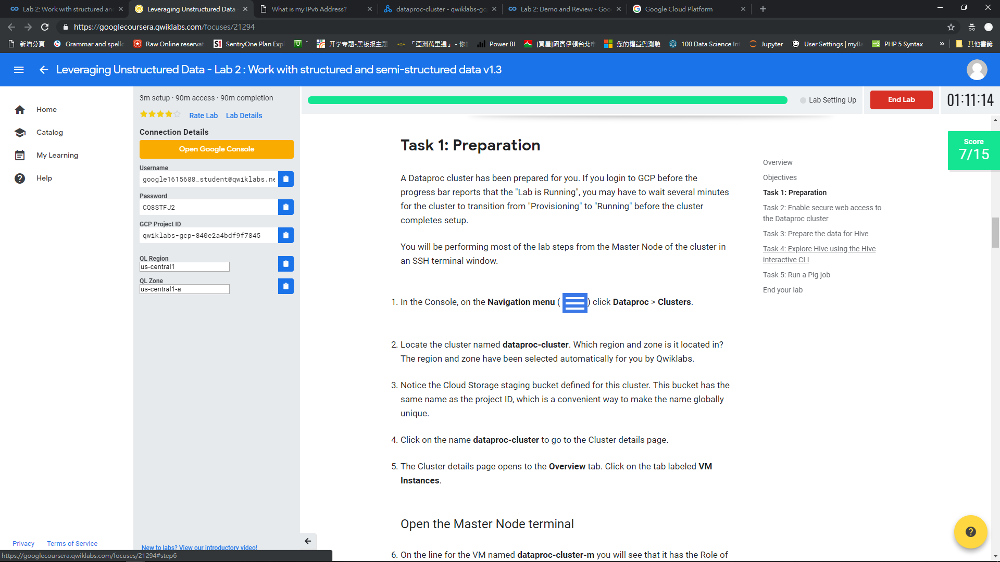 Lab 2: Work with structured an
Leveraging Unstructured Data
What is my IPv6 Address?
dataproc-cluster - qwiklabs-gc
Lab 2: Demo and Review - Goo
Google Cloud Platform
https://googlecoursera.qwiklabs.com/focuses/21294
新增分頁
Grammar and spelli
Raw Online reservat
SentryOne Plan Expl
`
开学专题-黑板报主题
「亞洲萬里通」 - 你的
Power BI
[買屋]國賓伊頓台北市
您的權益與測驗
100 Data Science Int
Jupyter
User Settings | myBa
PHP 5 Syntax
»
其他書籤
Leveraging Unstructured Data - Lab 2 : Work with structured and semi-structured data v1.3
Home
Catalog
My Learning
Help
3m setup · 90m access · 90m completion
Rate Lab
Lab Details
Connection Details
Open Google Console
Username
google1615688_student@qwiklabs.ne
Password
CQ8STFJ2
GCP Project ID
qwiklabs-gcp-840e2a4bdf9f7845
QL Region
us-central1
QL Zone
us-central1-a
New to labs? View our introductory video!
Privacy
Terms of Service
https://googlecoursera.qwiklabs.com/focuses/21294#step6
Lab Setting Up
End Lab
01:11:14
Score
7/15
Task 1: Preparation
A Dataproc cluster has been prepared for you. If you login to GCP before the
progress bar reports that the "Lab is Running", you may have to wait several minutes
for the cluster to transition from "Provisioning" to "Running" before the cluster
completes setup.
You will be performing most of the lab steps from the Master Node of the cluster in
an SSH terminal window.
1. In the Console, on the Navigation menu ( ) click Dataproc > Clusters.
2. Locate the cluster named dataproc-cluster. Which region and zone is it located in?
The region and zone have been selected automatically for you by Qwiklabs.
3. Notice the Cloud Storage staging bucket defined for this cluster. This bucket has the
same name as the project ID, which is a convenient way to make the name globally
unique.
4. Click on the name dataproc-cluster to go to the Cluster details page.
5. The Cluster details page opens to the Overview tab. Click on the tab labeled VM
Instances.
Open the Master Node terminal
6. On the line for the VM named dataproc-cluster-m you will see that it has the Role of
Overview
Objectives
Task 1: Preparation
Task 2: Enable secure web access to
the Dataproc cluster
Task 3: Prepare the data for Hive
Task 4: Explore Hive using the Hive
interactive CLI
Task 5: Run a Pig job
End your lab